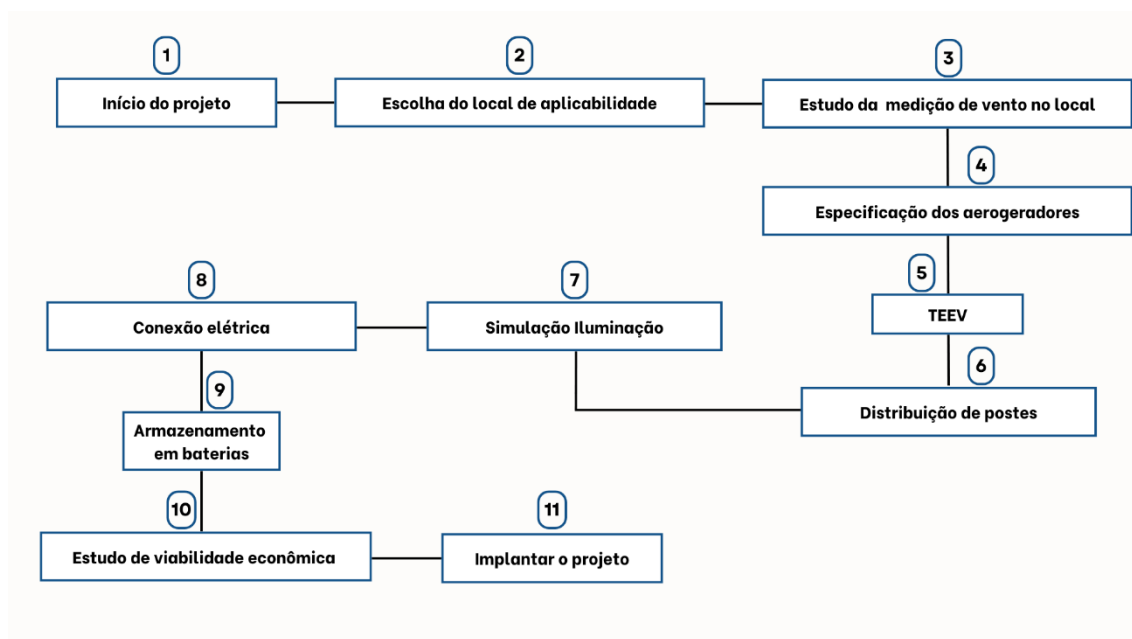 1
Início do projeto
2
Escolha do local de aplicabilidade
3
Estudo da medição de vento no local
4
Especificação dos aerogeradores
5
TEEV
6
Distribuição de postes
7
Simulação Iluminação
8
Conexão elétrica
9
Armazenamento
em baterias
10
Estudo de viabilidade econômica
11
Implantar o projeto